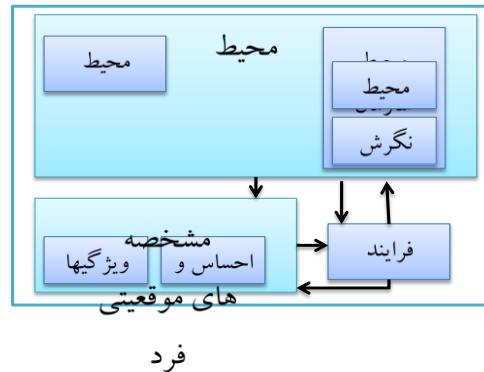 محیط
محیط
محیط
نگرش
مشخصه
ویژگیها
احساس و
های موقعیتی
فرد
فرایند